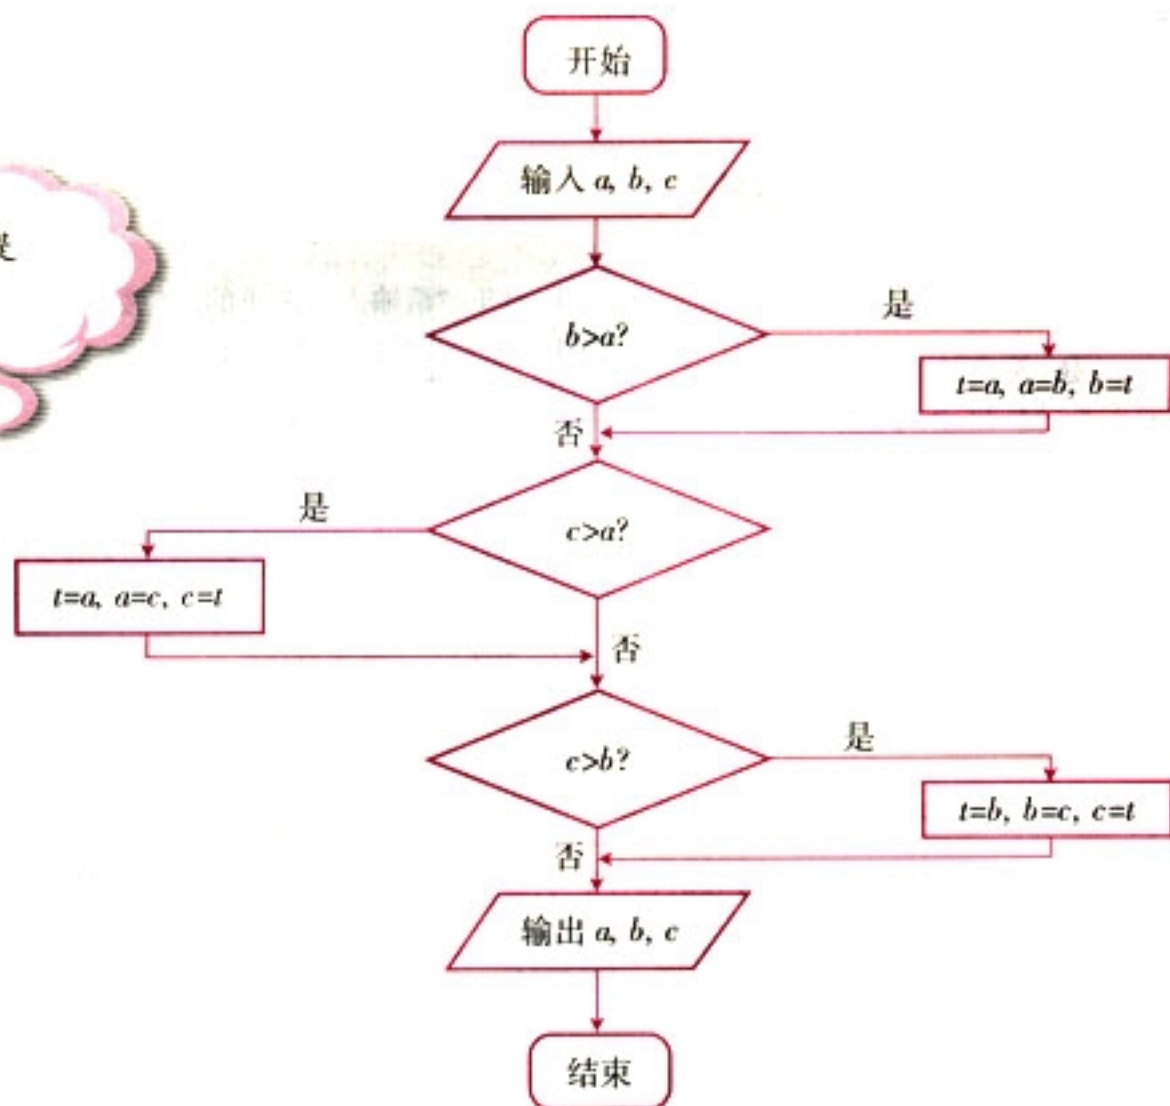 开始
输入 a, b, c
b>a?
是
t=a, a=b, b=t
否
c>a?
是
t=a, a=c, c=t
否
c>b?
是
t=b, b=c, c=t
否
输出 a, b, c
结束